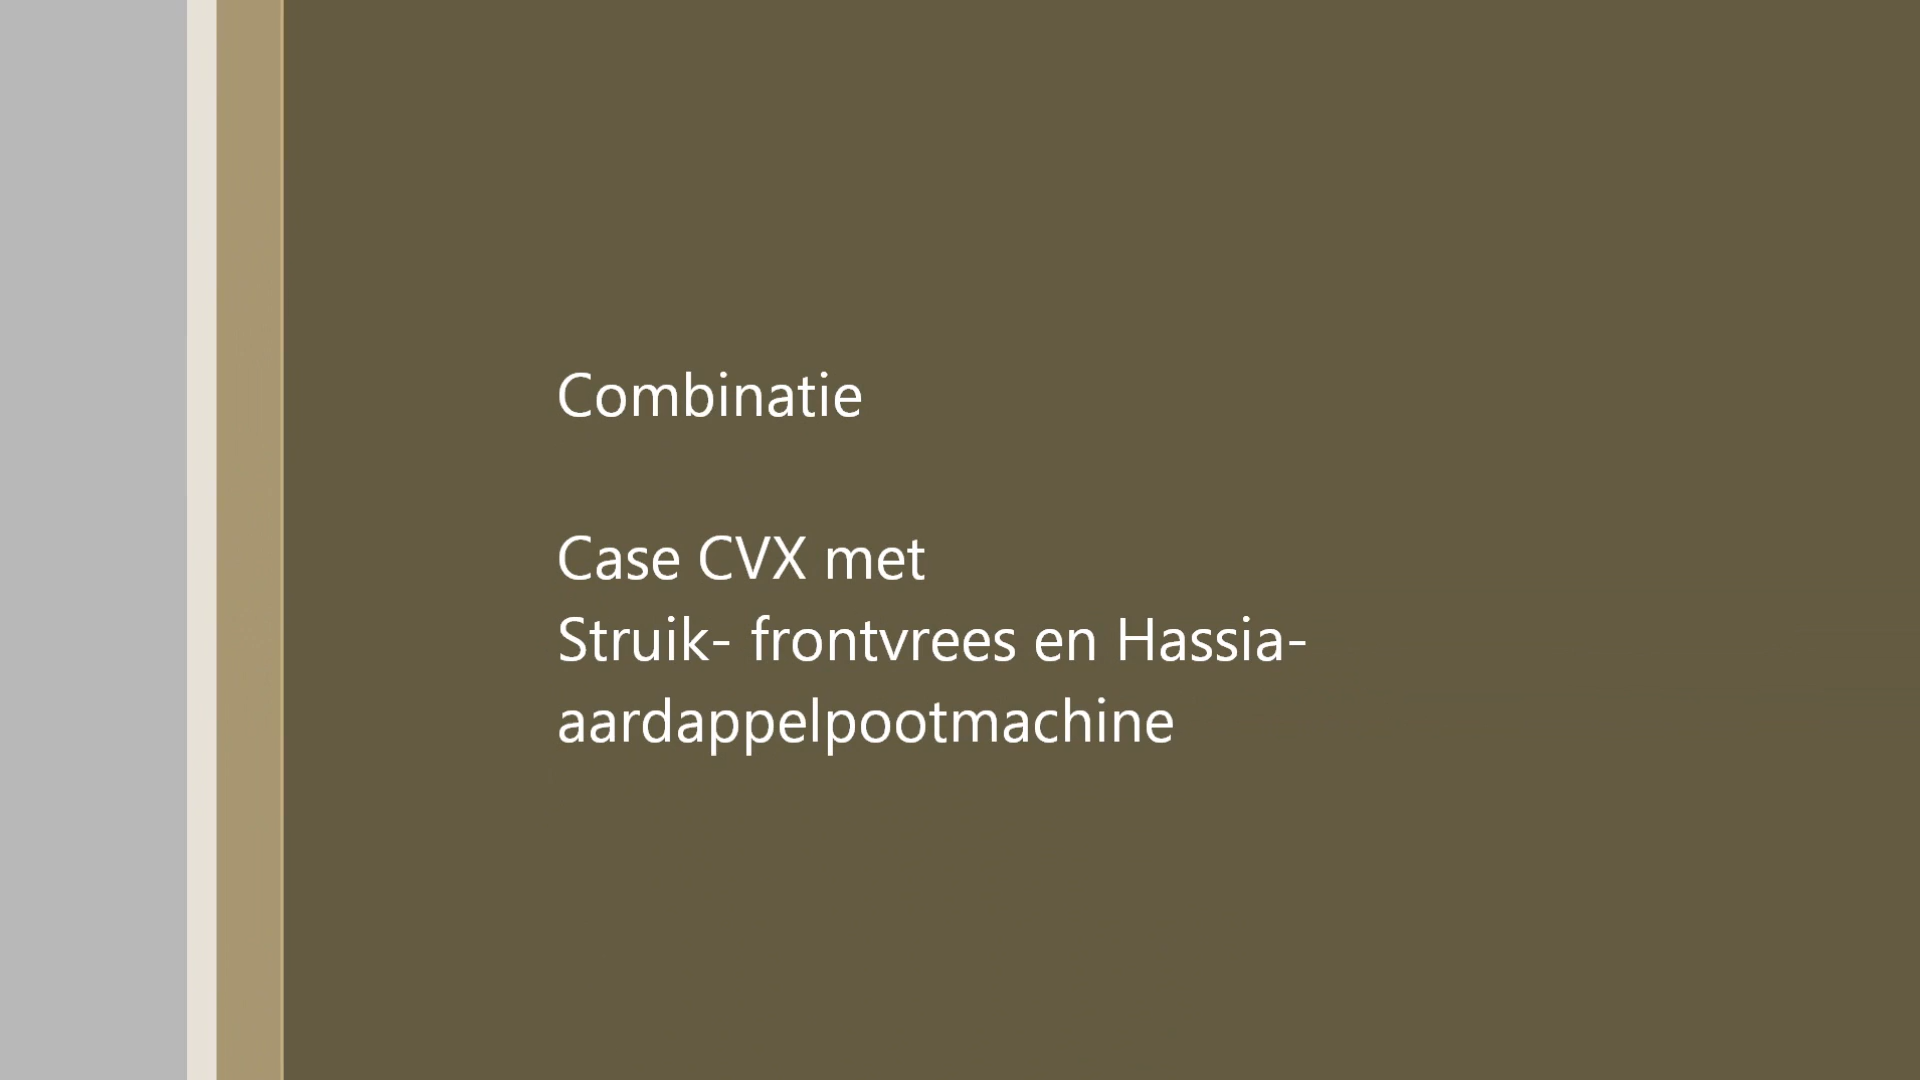 Combinatie
Case CVX met
Struik- frontvrees en Hassia-
aardappelpootmachine